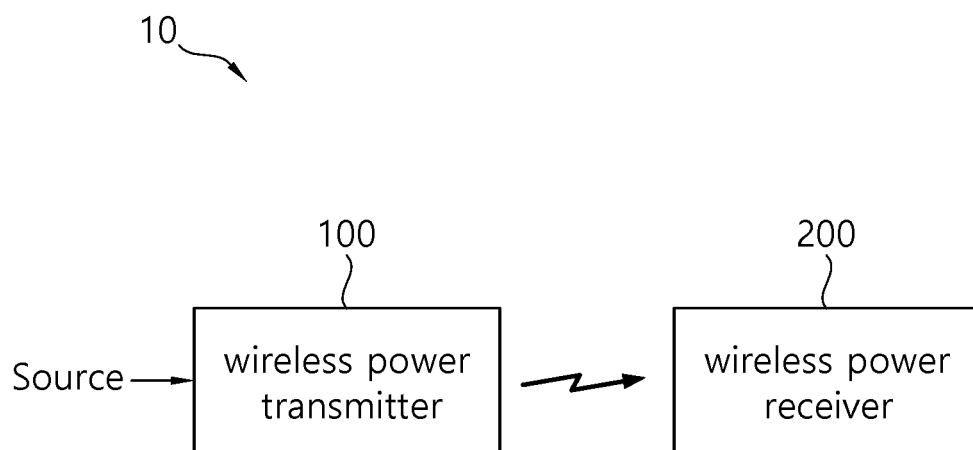 10
100
200
Source
wireless power
transmitter
wireless power
receiver